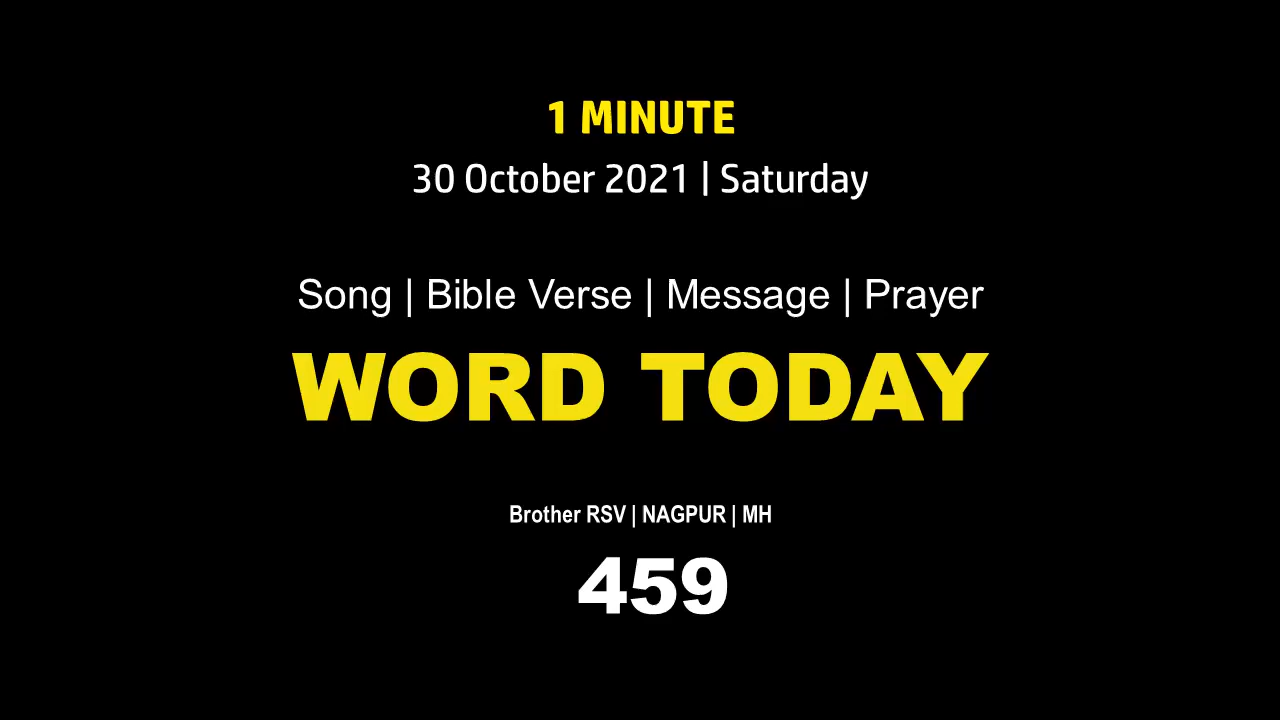 1 MINUTE
30 October 2021 | Saturday
Song | Bible Verse | Message | Prayer
WORD TODAY
Brother RSV | NAGPUR | MH
459